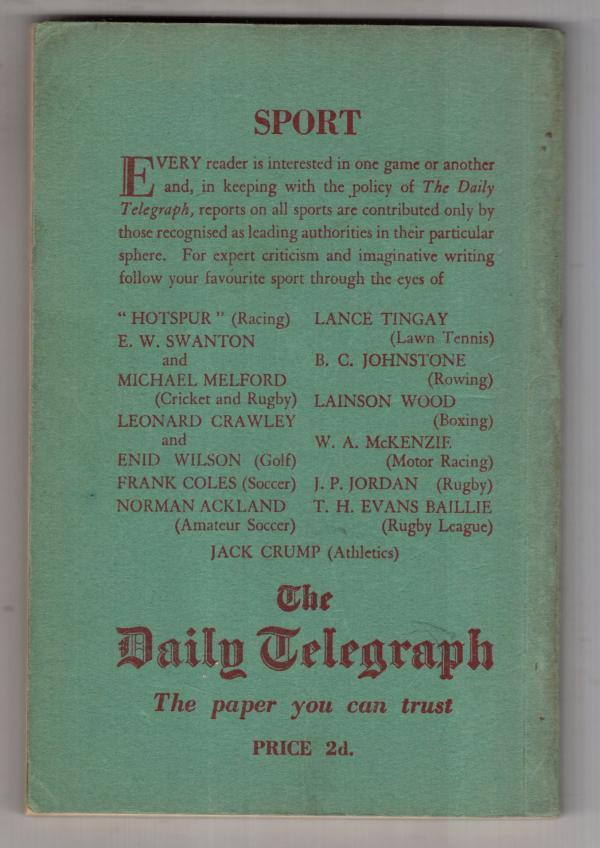 SPORT
EVERY reader is interested in one game or another
and, in keeping with the policy of The Daily
Telegraph, reports on all sports are contributed only by
those recognised as leading authorities in their particular
sphere. For expert criticism and imaginative writing
follow your favourite sport through the eyes of
"HOTSPUR" (Racing)
E. W. SWANTON
and
MICHAEL MELFORD
(Cricket and Rugby)
LEONARD CRAWLEY
and
ENID WILSON (Golf)
FRANK COLES (Soccer)
NORMAN ACKLAND
(Amateur Soccer)
LANCE TINGAY
(Lawn Tennis)
B. C. JOHNSTONE
(Rowing)
LAINSON WOOD
(Boxing)
W. A. McKENZIE
(Motor Racing)
J. P. JORDAN (Rugby)
T. H. EVANS BAILLIE
(Rugby League)
JACK CRUMP (Athletics)
The
Daily Telegraph
The paper you can trust
PRICE 2d.